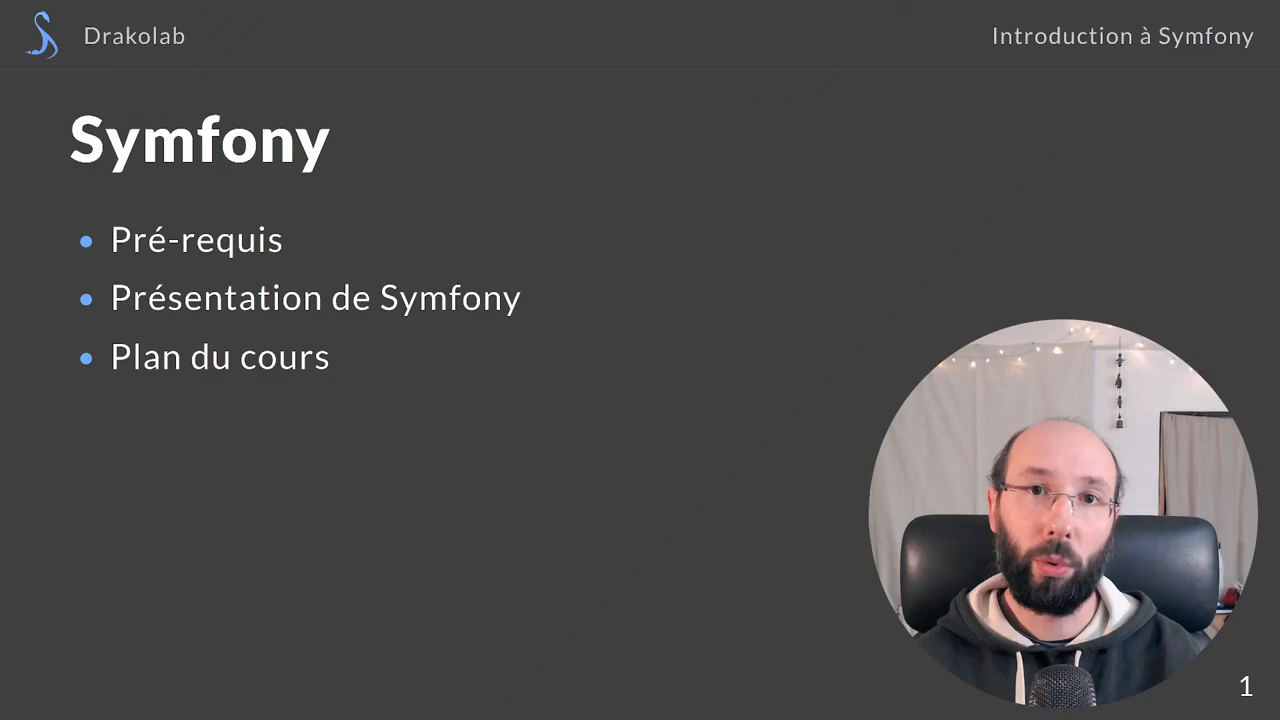 Drakolab
Introduction à Symfony
Symfony
Pré-requis
Présentation de Symfony
Plan du cours
1